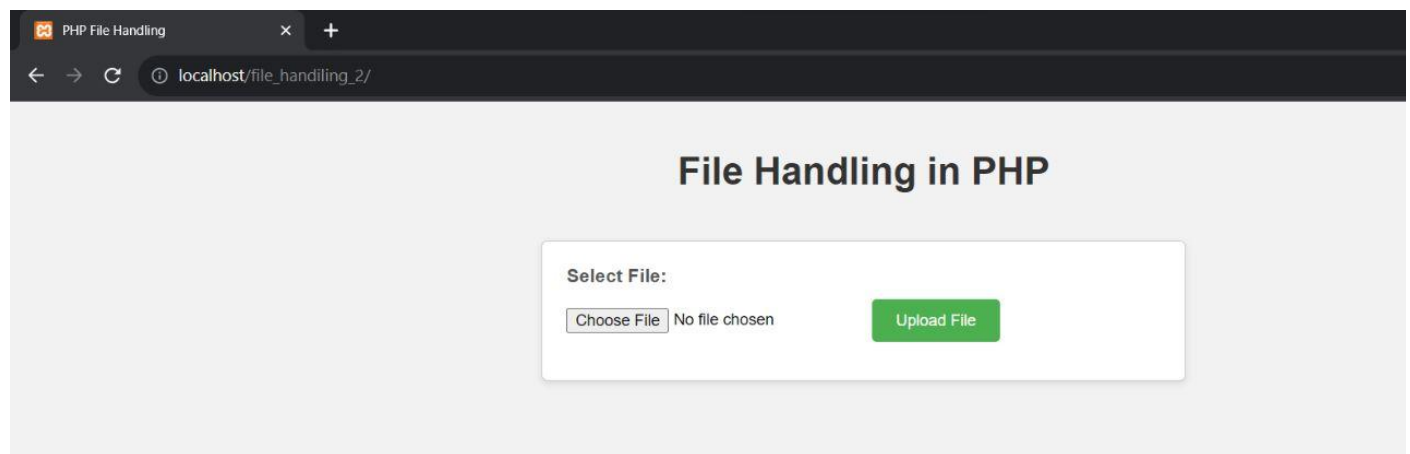 PHP File Handling
localhost/file_handiling_2/
File Handling in PHP
Select File:
Choose File No file chosen
Upload File